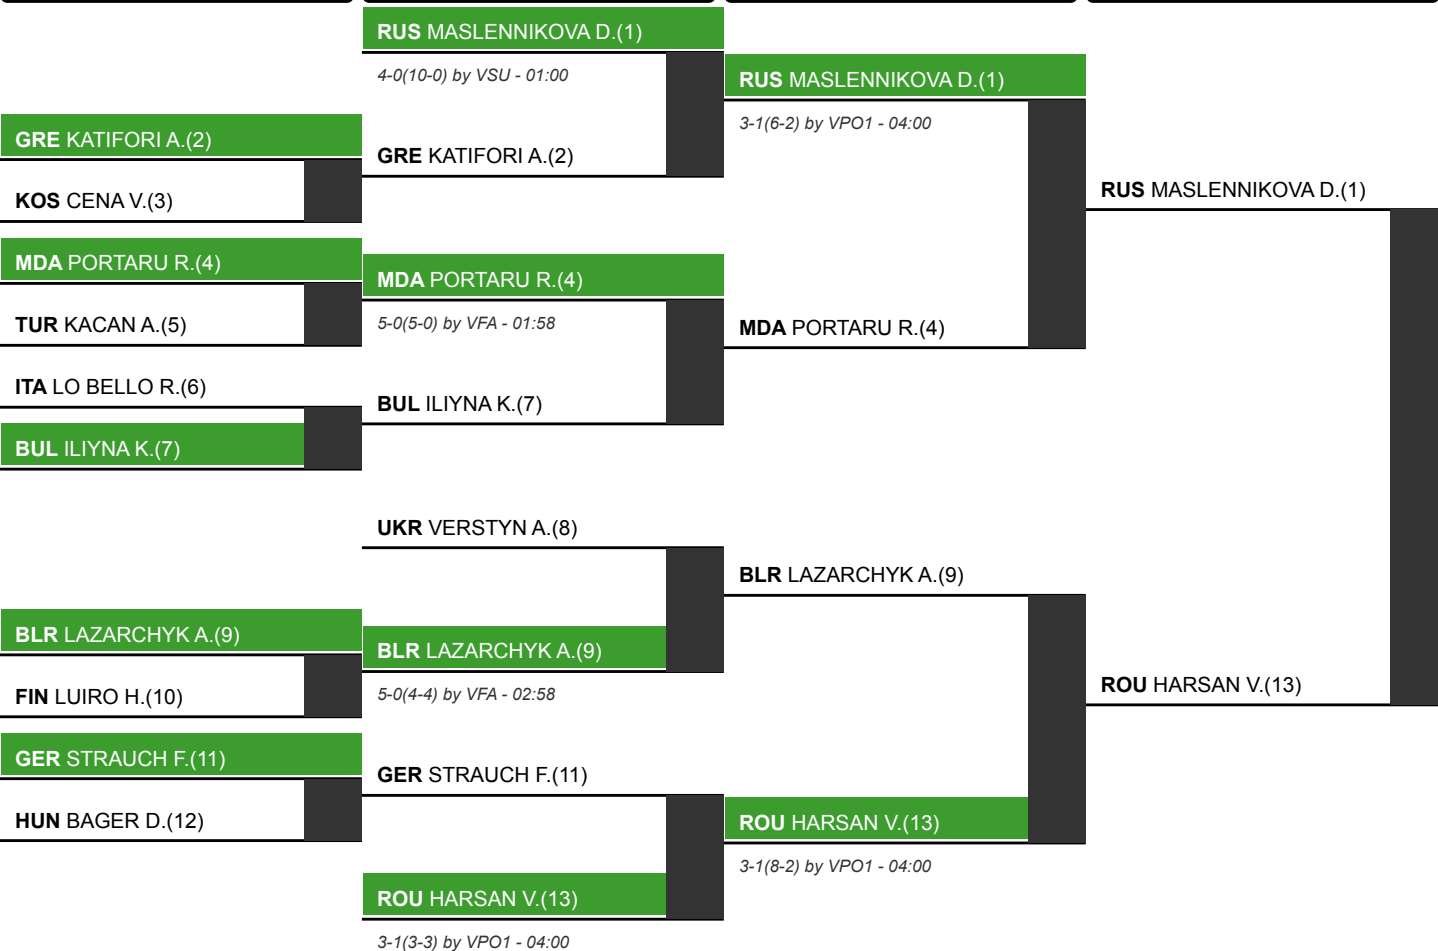 GRE KATIFORI A.(2)
KOS CENA V.(3)
MDA PORTARU R.(4)
TUR KACAN A.(5)
ITA LO BELLO R.(6)
BUL ILIYNA K.(7)
BLR LAZARCHYK A.(9)
FIN LUIRO H.(10)
GER STRAUCH F.(11)
HUN BAGER D.(12)
RUS MASLENNIKOVA D.(1)
4-0(10-0) by VSU - 01:00
GRE KATIFORI A.(2)
MDA PORTARU R.(4)
5-0(5-0) by VFA - 01:58
BUL ILIYNA K.(7)
UKR VERSTYN A.(8)
BLR LAZARCHYK A.(9)
5-0(4-4) by VFA - 02:58
GER STRAUCH F.(11)
ROU HARSAN V.(13)
3-1(3-3) by VPO1 - 04:00
RUS MASLENNIKOVA D.(1)
3-1(6-2) by VPO1 - 04:00
MDA PORTARU R.(4)
BLR LAZARCHYK A.(9)
ROU HARSAN V.(13)
3-1(8-2) by VPO1 - 04:00
RUS MASLENNIKOVA D.(1)
ROU HARSAN V.(13)